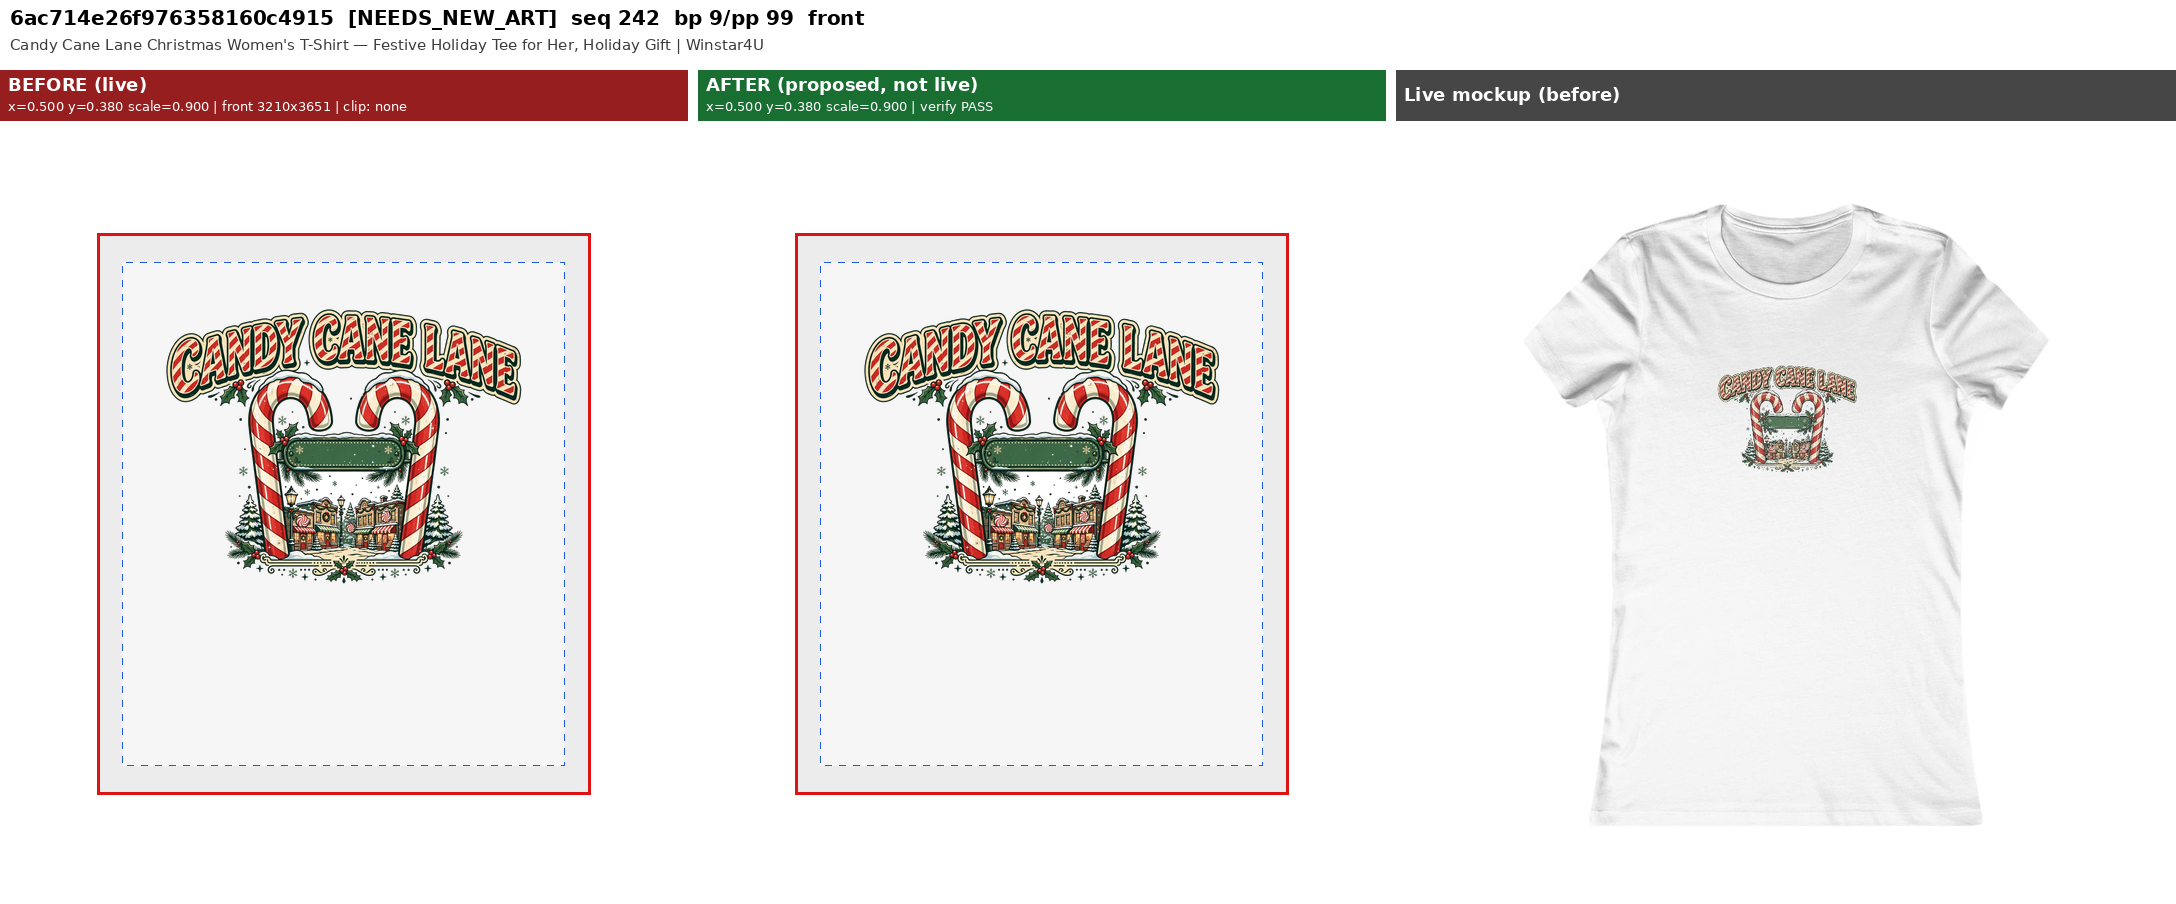 6ac714e26f976358160c4915  [NEEDS_NEW_ART]  seq 242  bp 9/pp 99  front
Candy Cane Lane Christmas Women's T-Shirt — Festive Holiday Tee for Her, Holiday Gift | Winstar4U
BEFORE (live)
x=0.500 y=0.380 scale=0.900 | front 3210x3651 | clip: none
AFTER (proposed, not live)
x=0.500 y=0.380 scale=0.900 | verify PASS
Live mockup (before)
CANDY CANE LANE
CANDY CANE LANE
CANDY CANE LANE